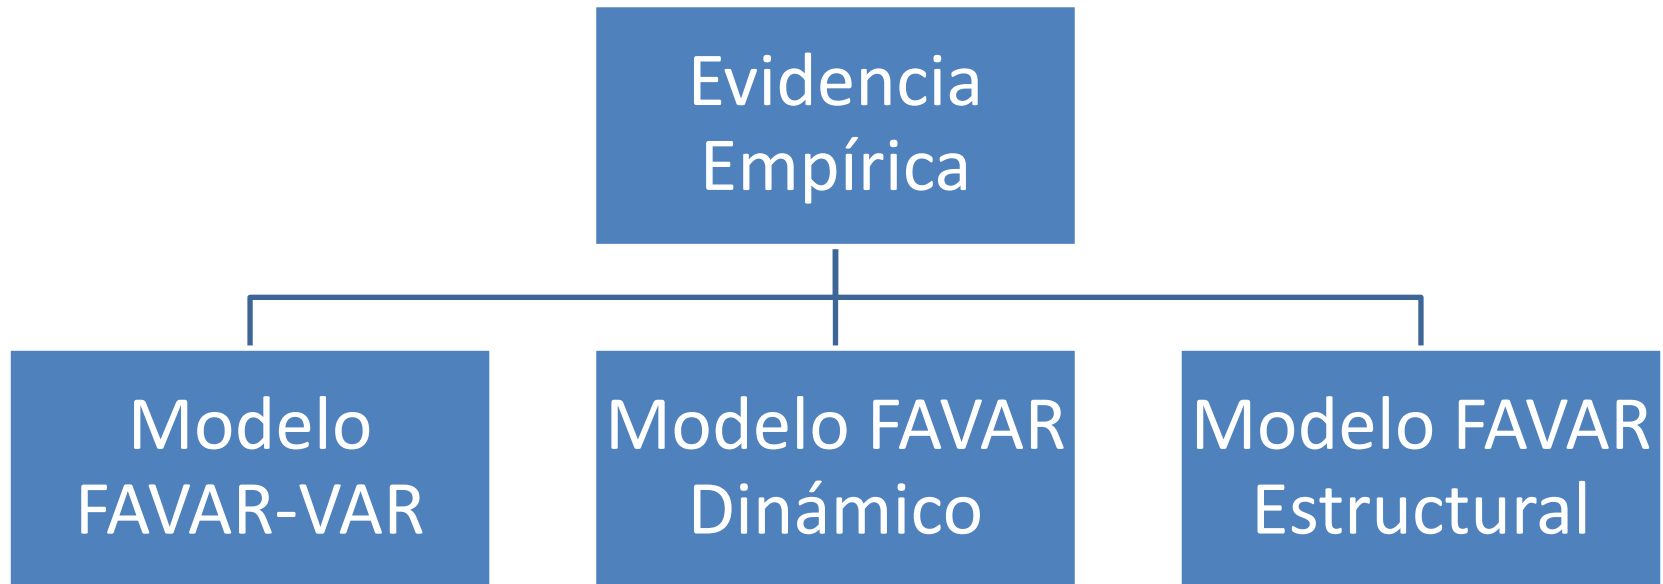 Evidencia
Empírica
Modelo
FAVAR-VAR
Modelo FAVAR
Dinámico
Modelo FAVAR
Estructural